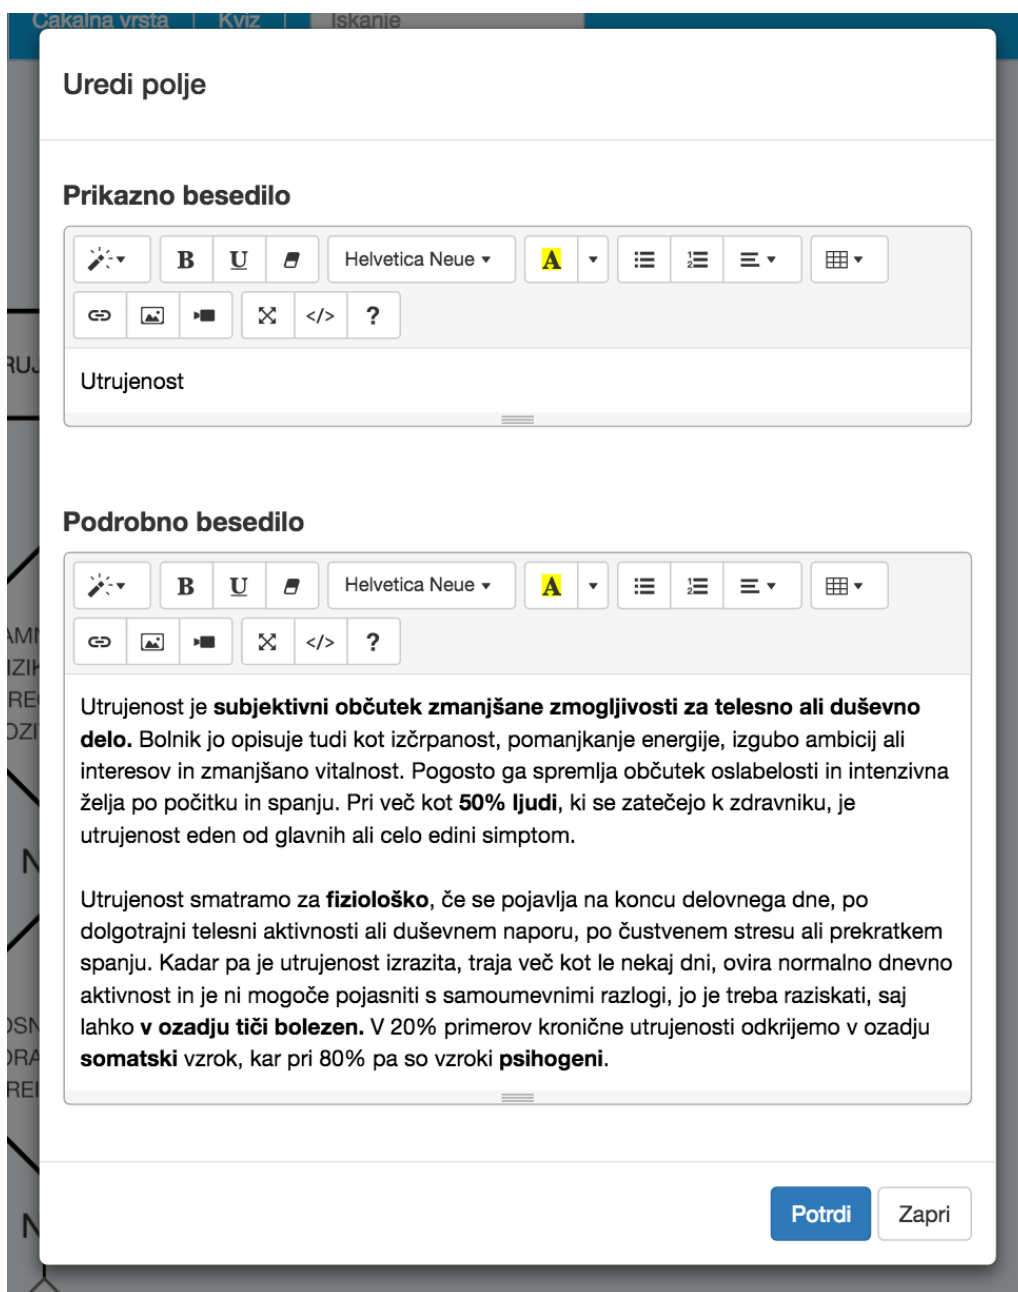 Čakalna vrsta Kviz Iskanje
Uredi polje
Prikazno besedilo
B U Helvetica Neue A
</> ?
Utrujenost
Podrobno besedilo
B U Helvetica Neue A
</> ?
Utrujenost je subjektivni občutek zmanjšane zmogljivosti za telesno ali duševno
delo. Bolnik jo opisuje tudi kot izčrpanost, pomanjkanje energije, izgubo ambicij ali
interesov in zmanjšano vitalnost. Pogosto ga spremlja občutek oslabelosti in intenzivna
želja po počitku in spanju. Pri več kot 50% ljudi, ki se zatečejo k zdravniku, je
utrujenost eden od glavnih ali celo edini simptom.
Utrujenost smatramo za fiziološko, če se pojavlja na koncu delovnega dne, po
dolgotrajni telesni aktivnosti ali duševnem naporu, po čustvenem stresu ali prekratkem
spanju. Kadar pa je utrujenost izrazita, traja več kot le nekaj dni, ovira normalno dnevno
aktivnost in je ni mogoče pojasniti s samoumevnimi razlogi, jo je treba raziskati, saj
lahko v ozadju tiči bolezen. V 20% primerov kronične utrujenosti odkrijemo v ozadju
somatski vzrok, kar pri 80% pa so vzroki psihogeni.
Potrdi Zapri